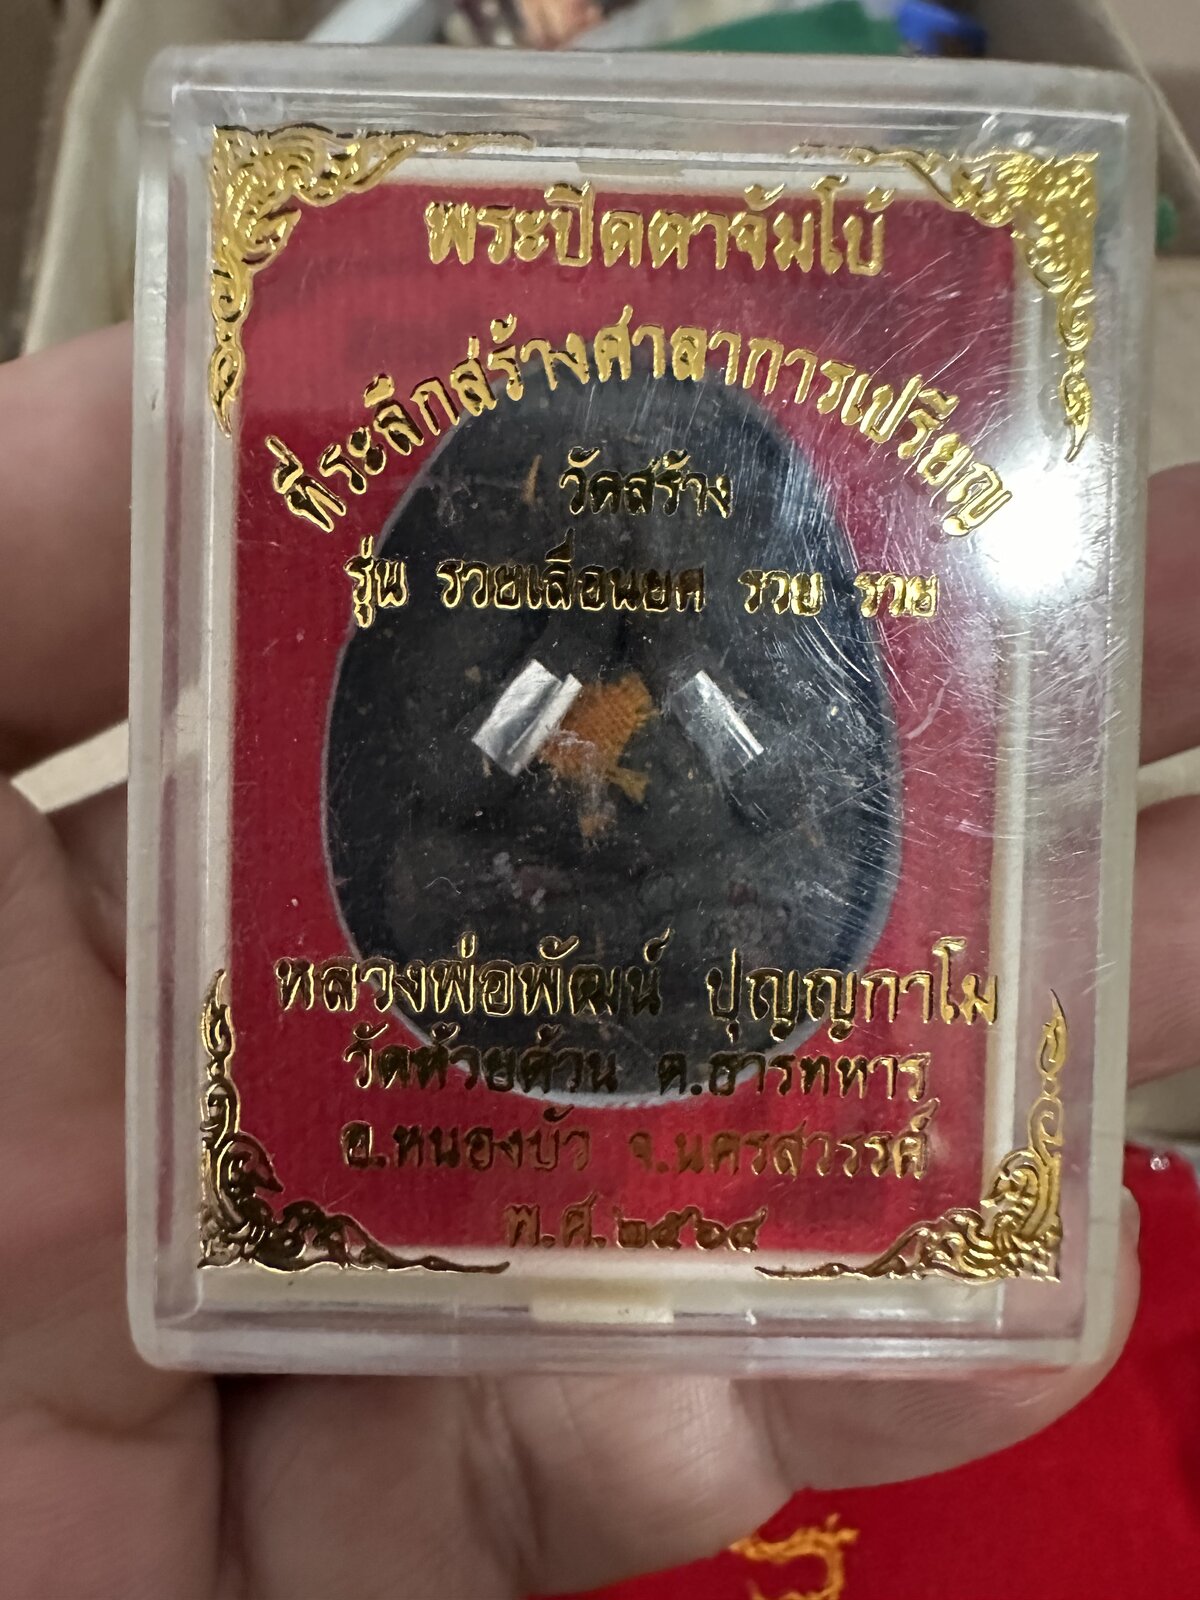 พระปิดตาจัมโบ้
ที่ระลึกสร้างศาลาการเปรียญ
วัดสร้าง
รุ่น รวยเลื่อนยศ รวย รวย
หลวงพ่อพัฒน์ ปุญญกาโม
วัดห้วยด้วน ต.ธารทหาร
อ.หนองบัว จ.นครสวรรค์
พ.ศ.๒๕๖๔